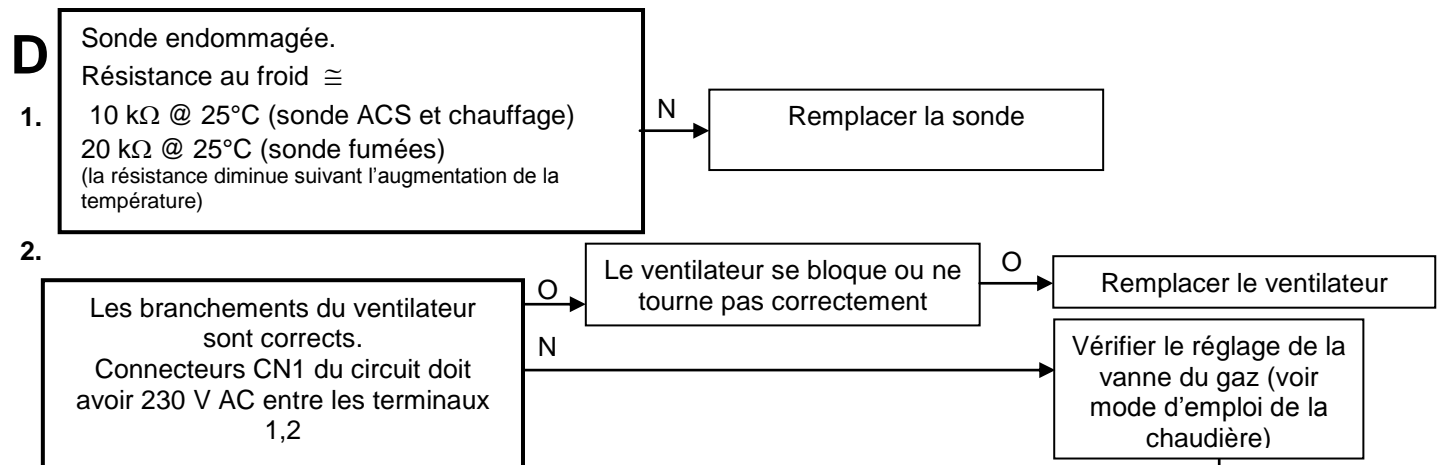 D
Sonde endommagée.
Résistance au froid ≅
1.
10 kΩ @ 25°C (sonde ACS et chauffage)
20 kΩ @ 25°C (sonde fumées)
(la résistance diminue suivant l'augmentation de la
température)
N
Remplacer la sonde
2.
Les branchements du ventilateur
sont corrects.
Connecteurs CN1 du circuit doit
avoir 230 V AC entre les terminaux
1,2
O
Le ventilateur se bloque ou ne
tourne pas correctement
O
Remplacer le ventilateur
N
Vérifier le réglage de la
vanne du gaz (voir
mode d'emploi de la
chaudière)